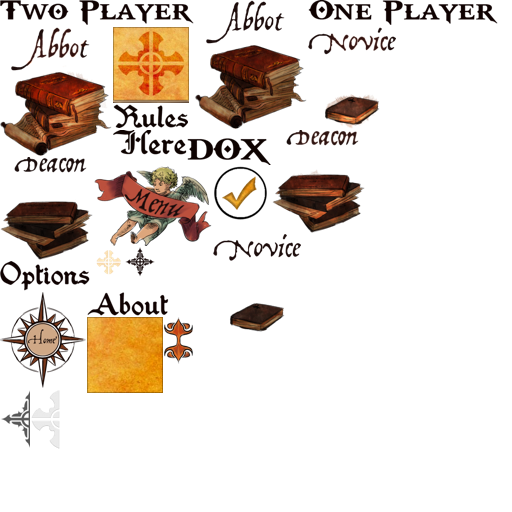 Two Player
Abbot
Abbot
One Player
Novice
Rules
Here
DOX
Deacon
Deacon
Menu
Novice
Options
About
Home